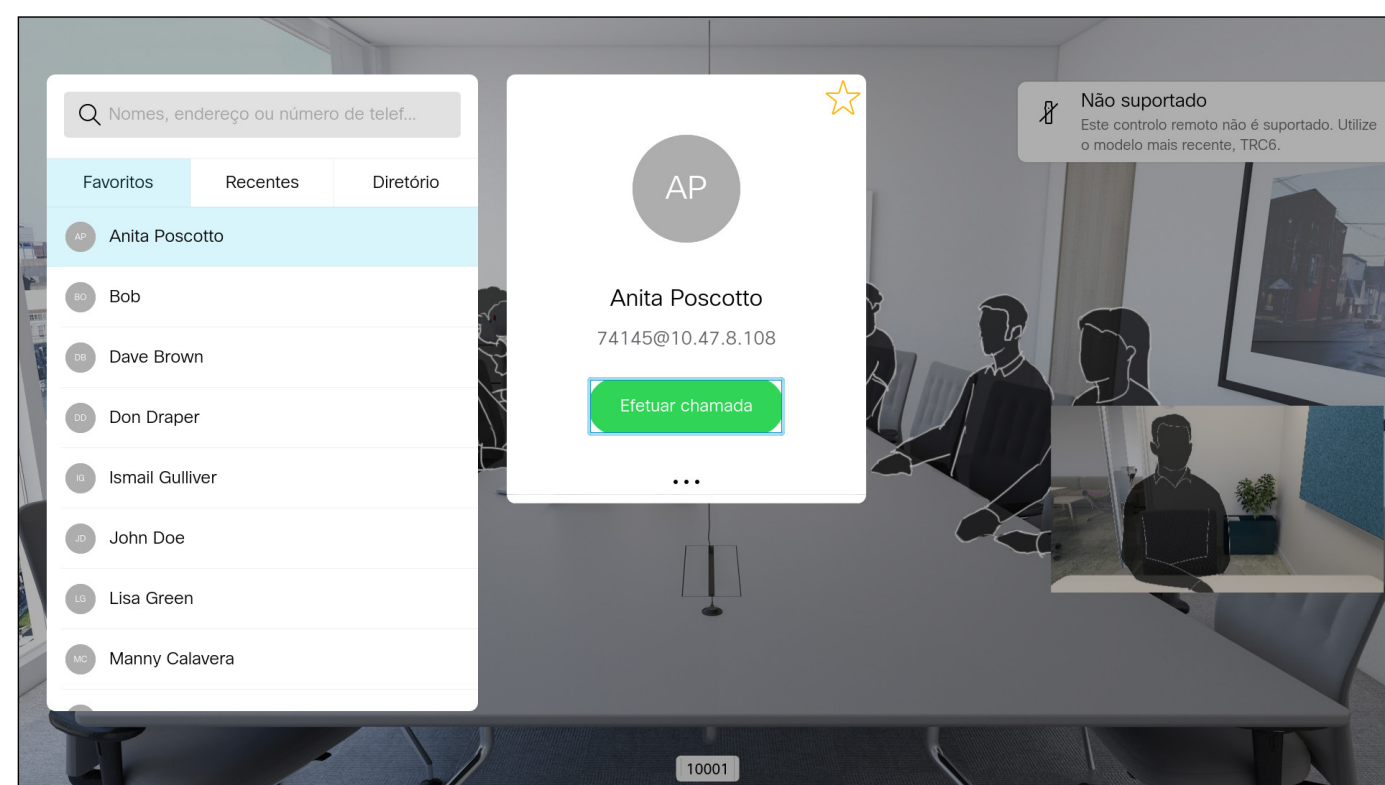 Nomes, endereço ou número de telef...
Favoritos
Recentes
Diretório
AP
Anita Poscotto
BO
Bob
DB
Dave Brown
DD
Don Draper
IG
Ismail Gulliver
JD
John Doe
LG
Lisa Green
MC
Manny Calavera
AP
Anita Poscotto
74145@10.47.8.108
Efetuar chamada
...
Não suportado
Este controlo remoto não é suportado. Utilize
o modelo mais recente, TRC6.
10001